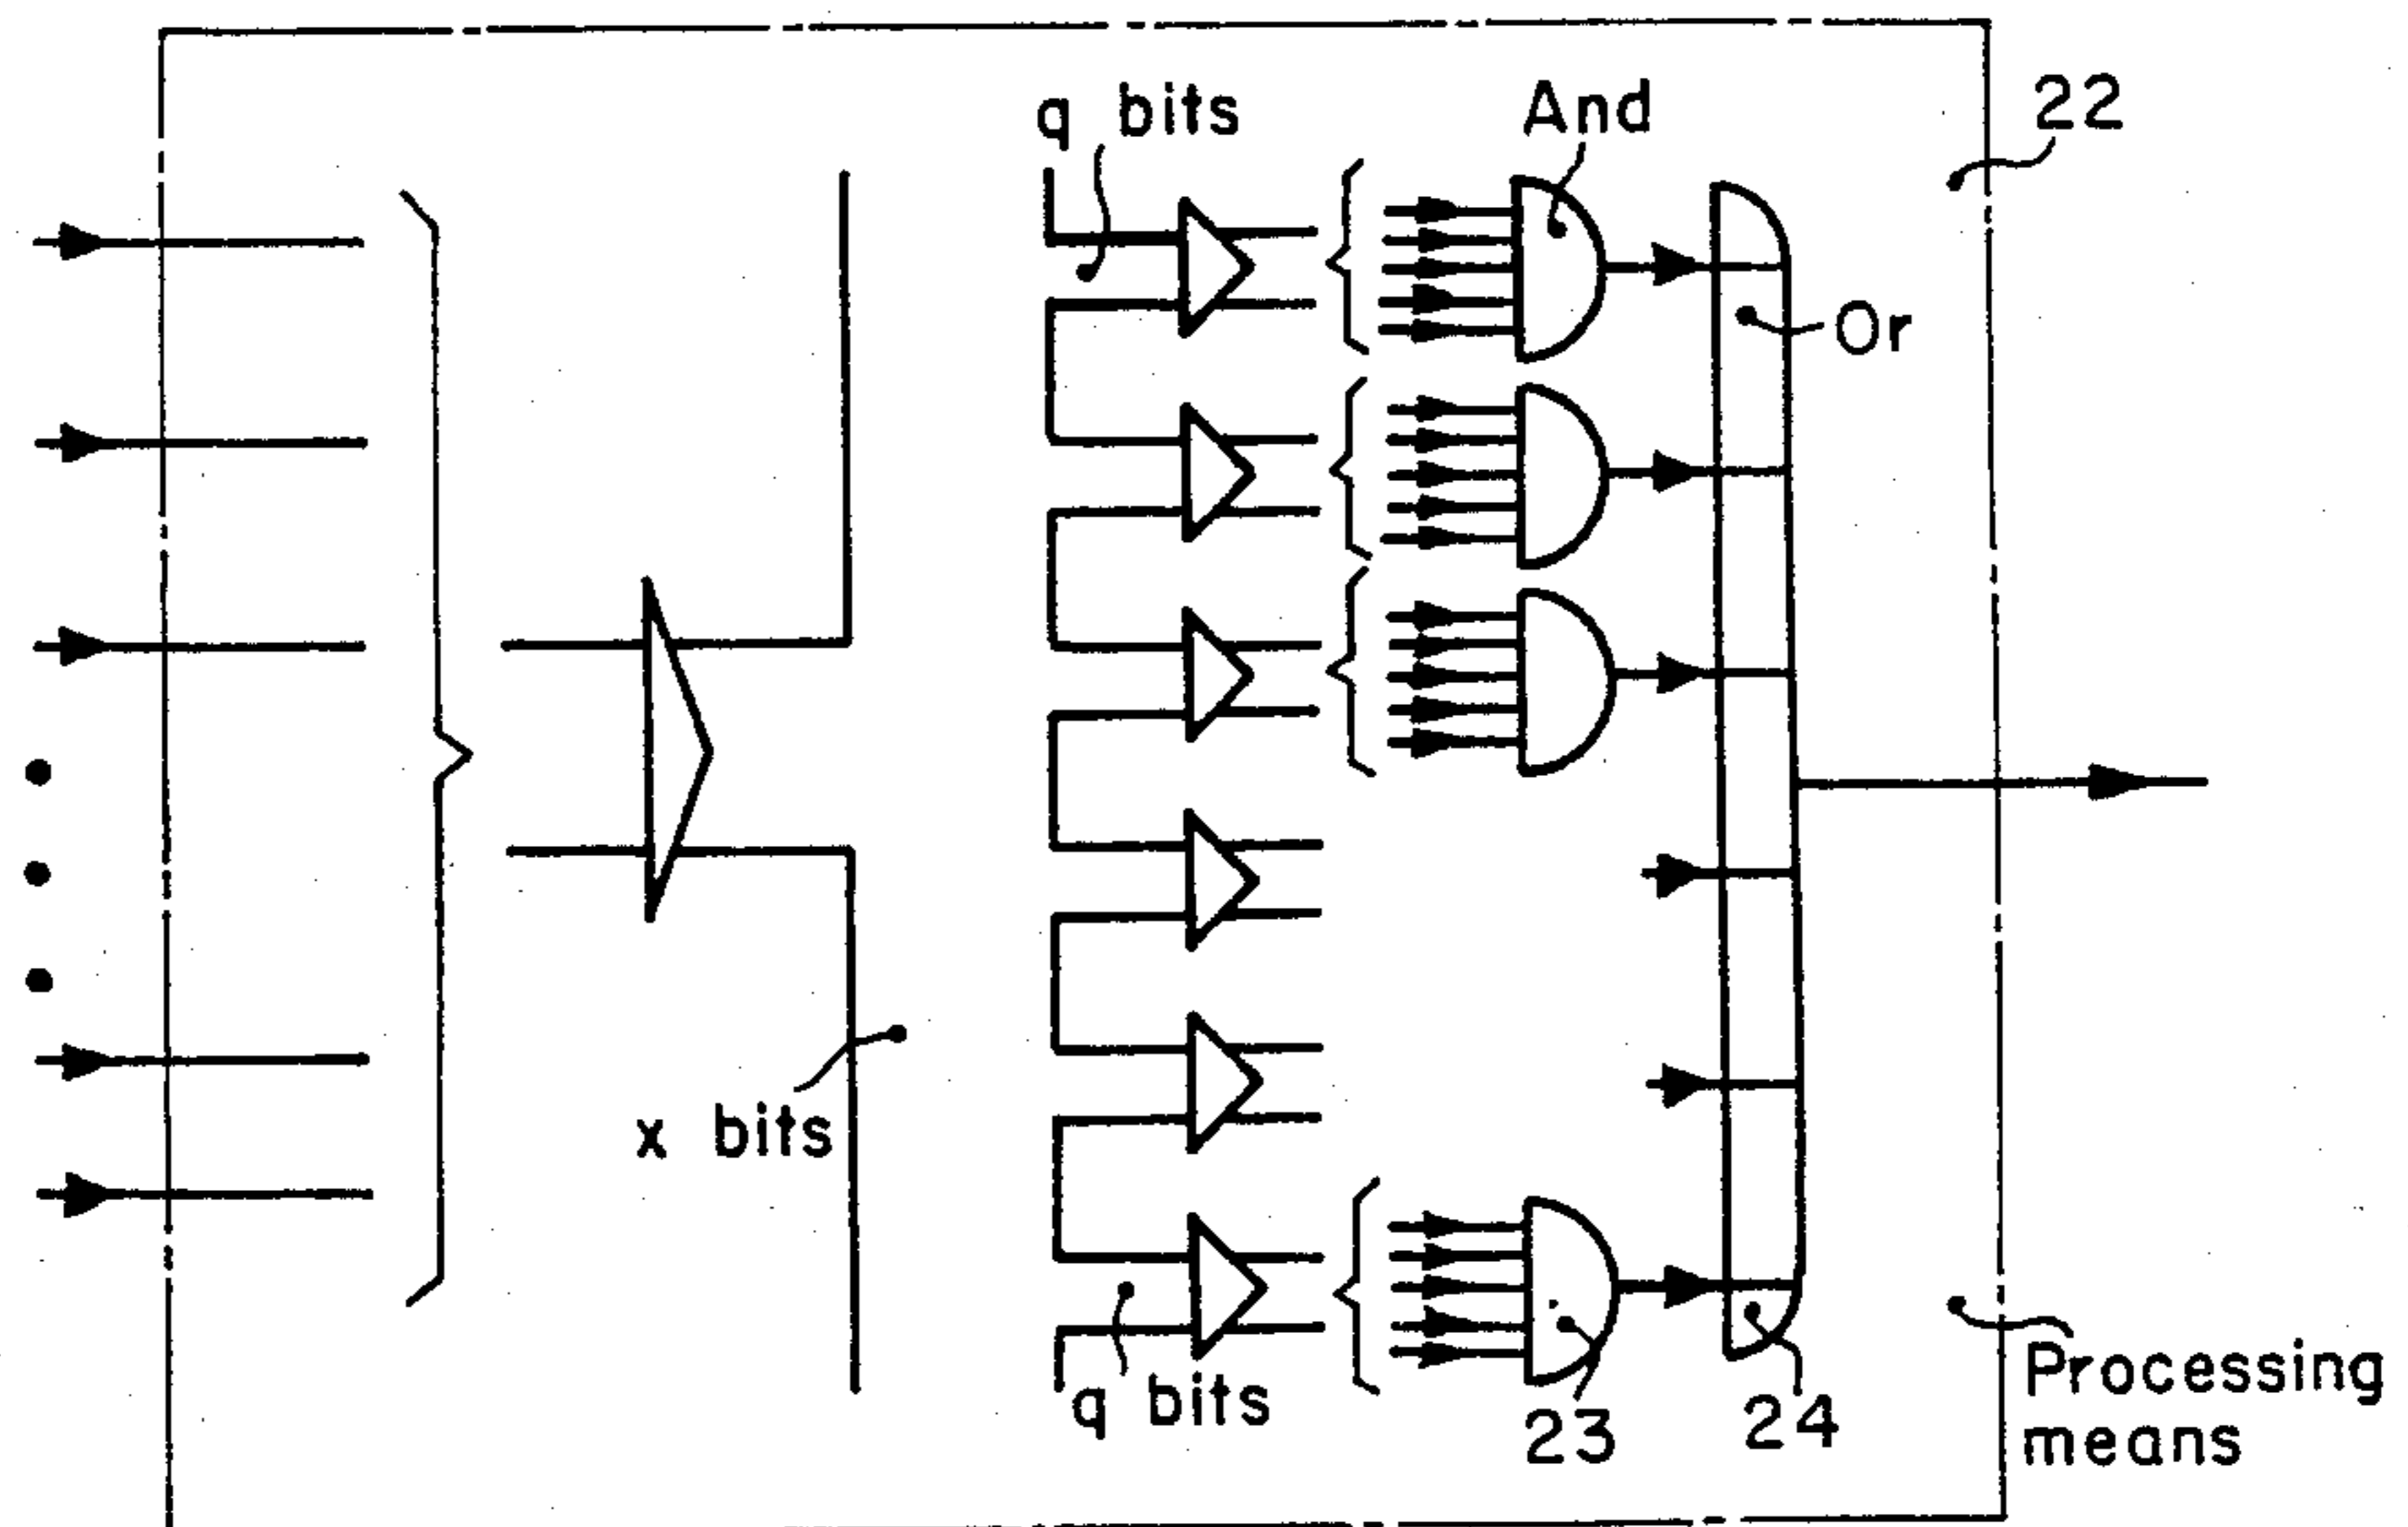 q bits
And
22
Or
x bits
q bits
23
24
Processing
means